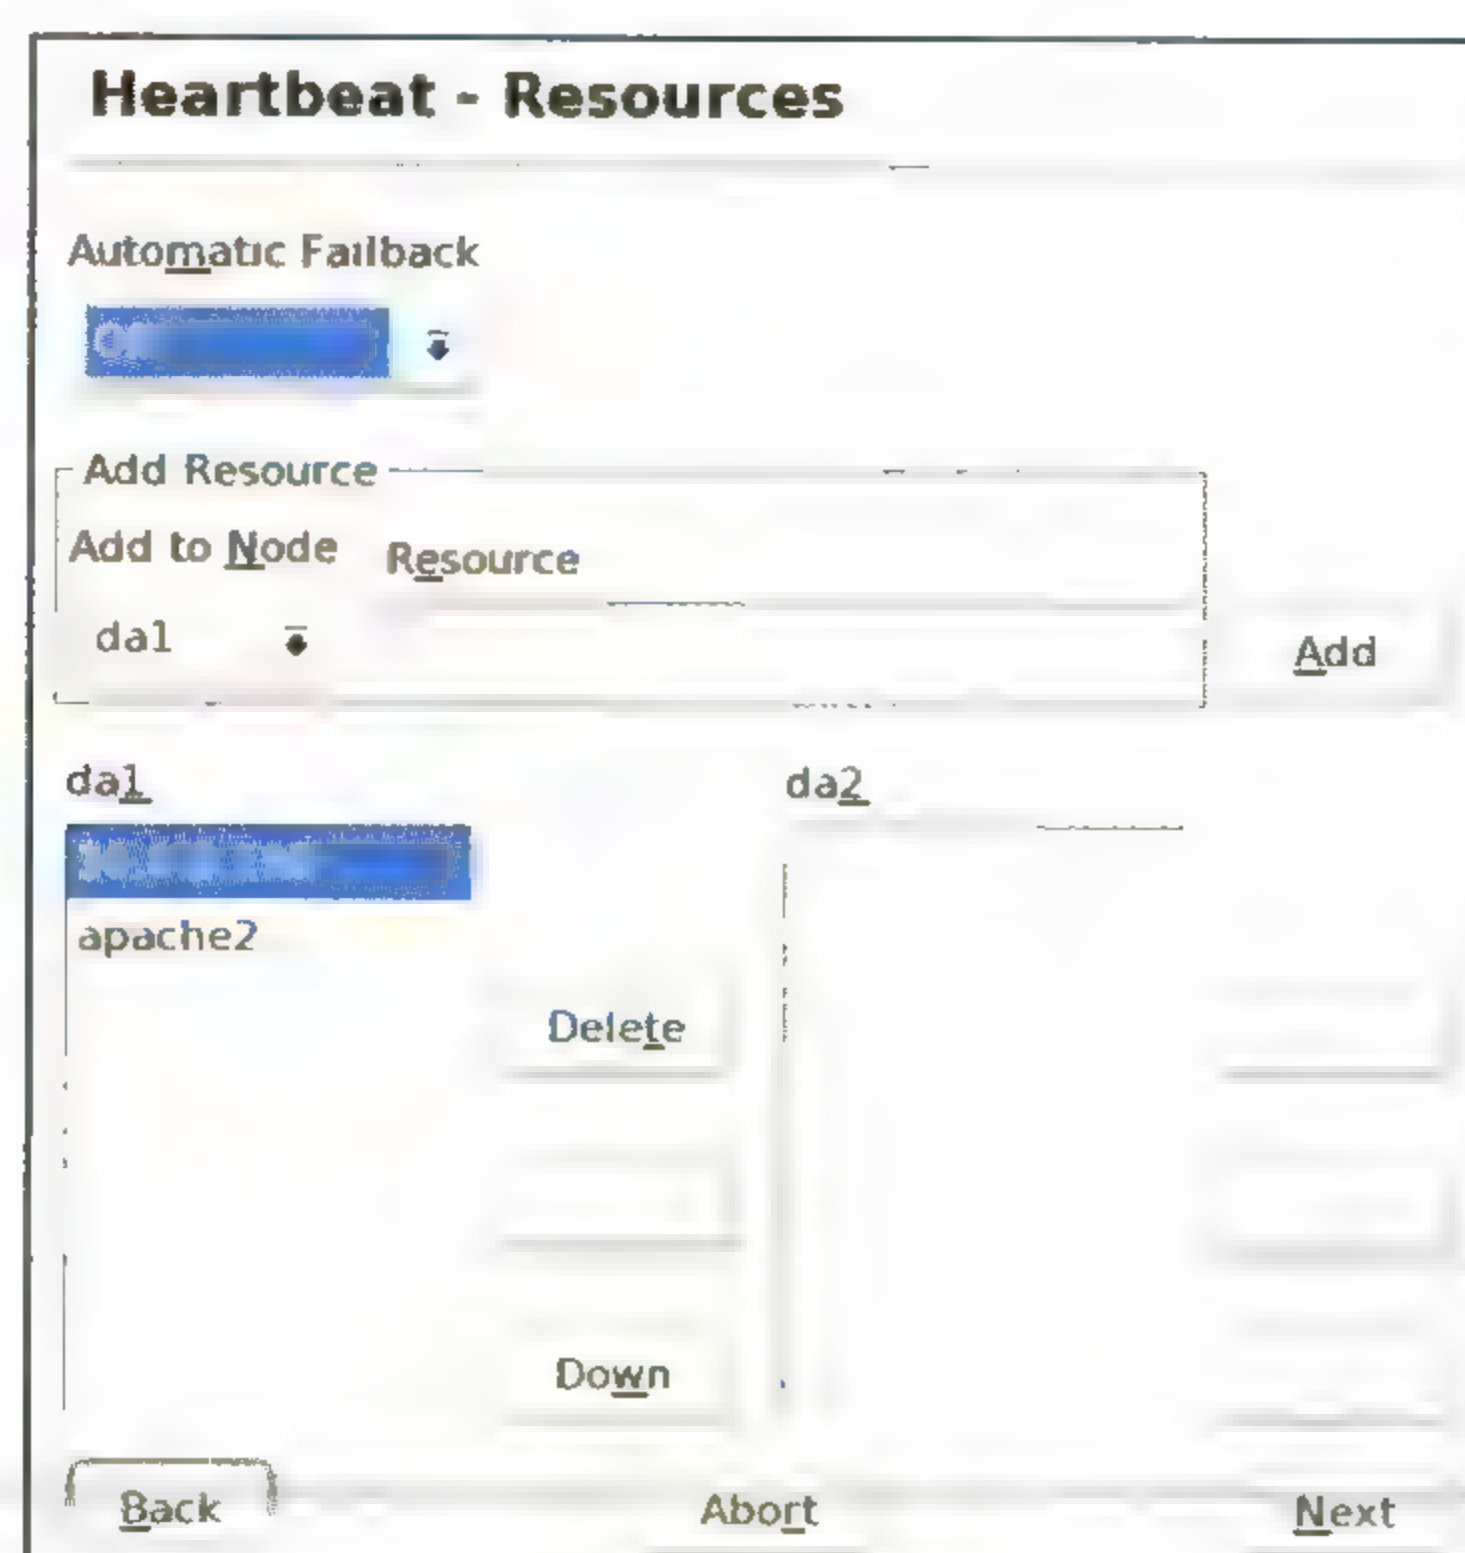 Heartbeat - Resources
Automatic Failback
Add Resource
Add to Node Resource
da1
Add
da1 da2
apache2
Delete
Down
Back Abort Next